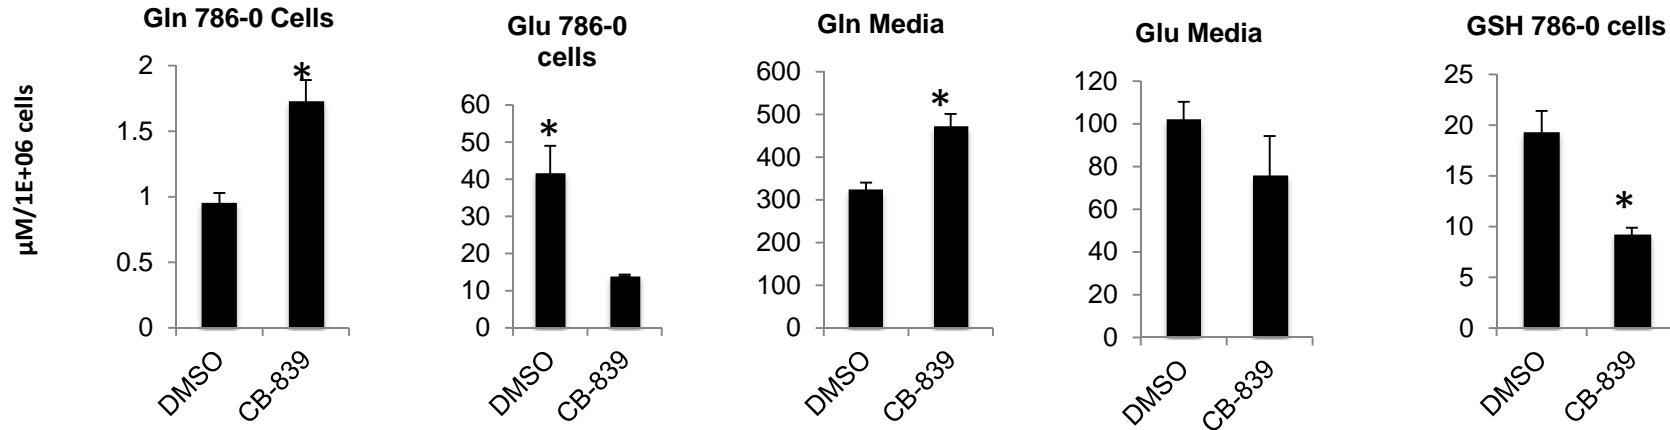 µM/1E+06 cells
Gln 786-0 Cells
2
1.5
1
0.5
0
*
DMSO
CB-839
Glu 786-0
cells
60
50
40
30
20
10
0
*
DMSO
CB-839
Gln Media
600
500
400
300
200
100
0
*
DMSO
CB-839
Glu Media
120
100
80
60
40
20
0
DMSO
CB-839
GSH 786-0 cells
25
20
15
10
5
0
*
DMSO
CB-839